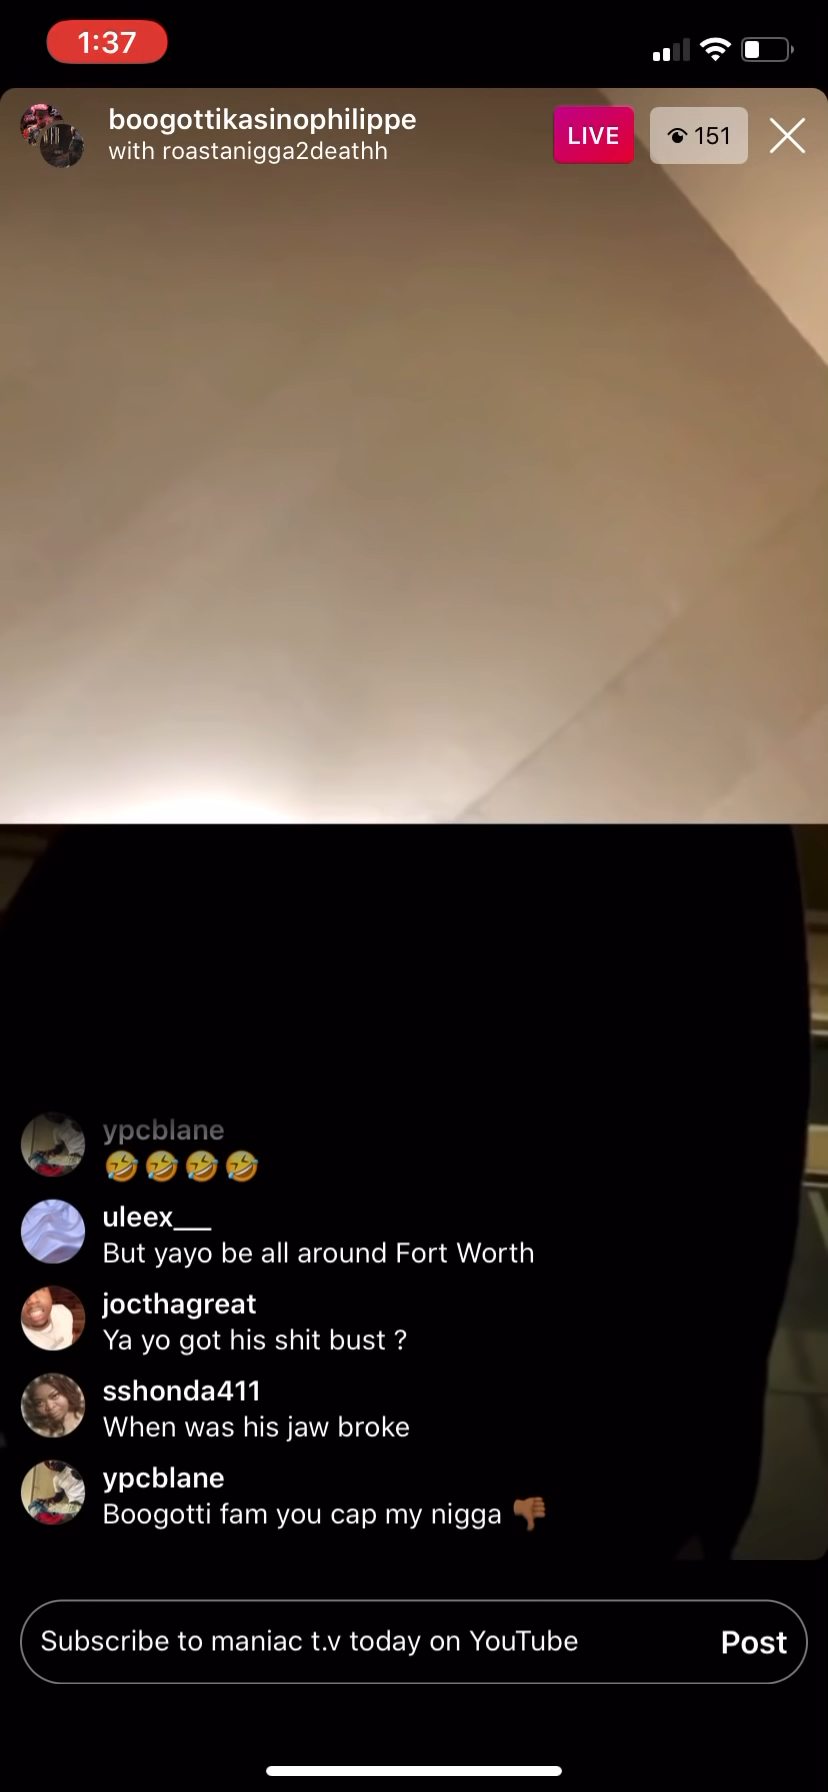 1:37
boogottikasinophilippe
with roastanigga2deathh
LIVE
151
ypcblane
🤣🤣🤣🤣
uleex___
But yayo be all around Fort Worth
jocthagreat
Ya yo got his shit bust ?
sshonda411
When was his jaw broke
ypcblane
Boogotti fam you cap my nigga 👎🏾
Subscribe to maniac t.v today on YouTube
Post